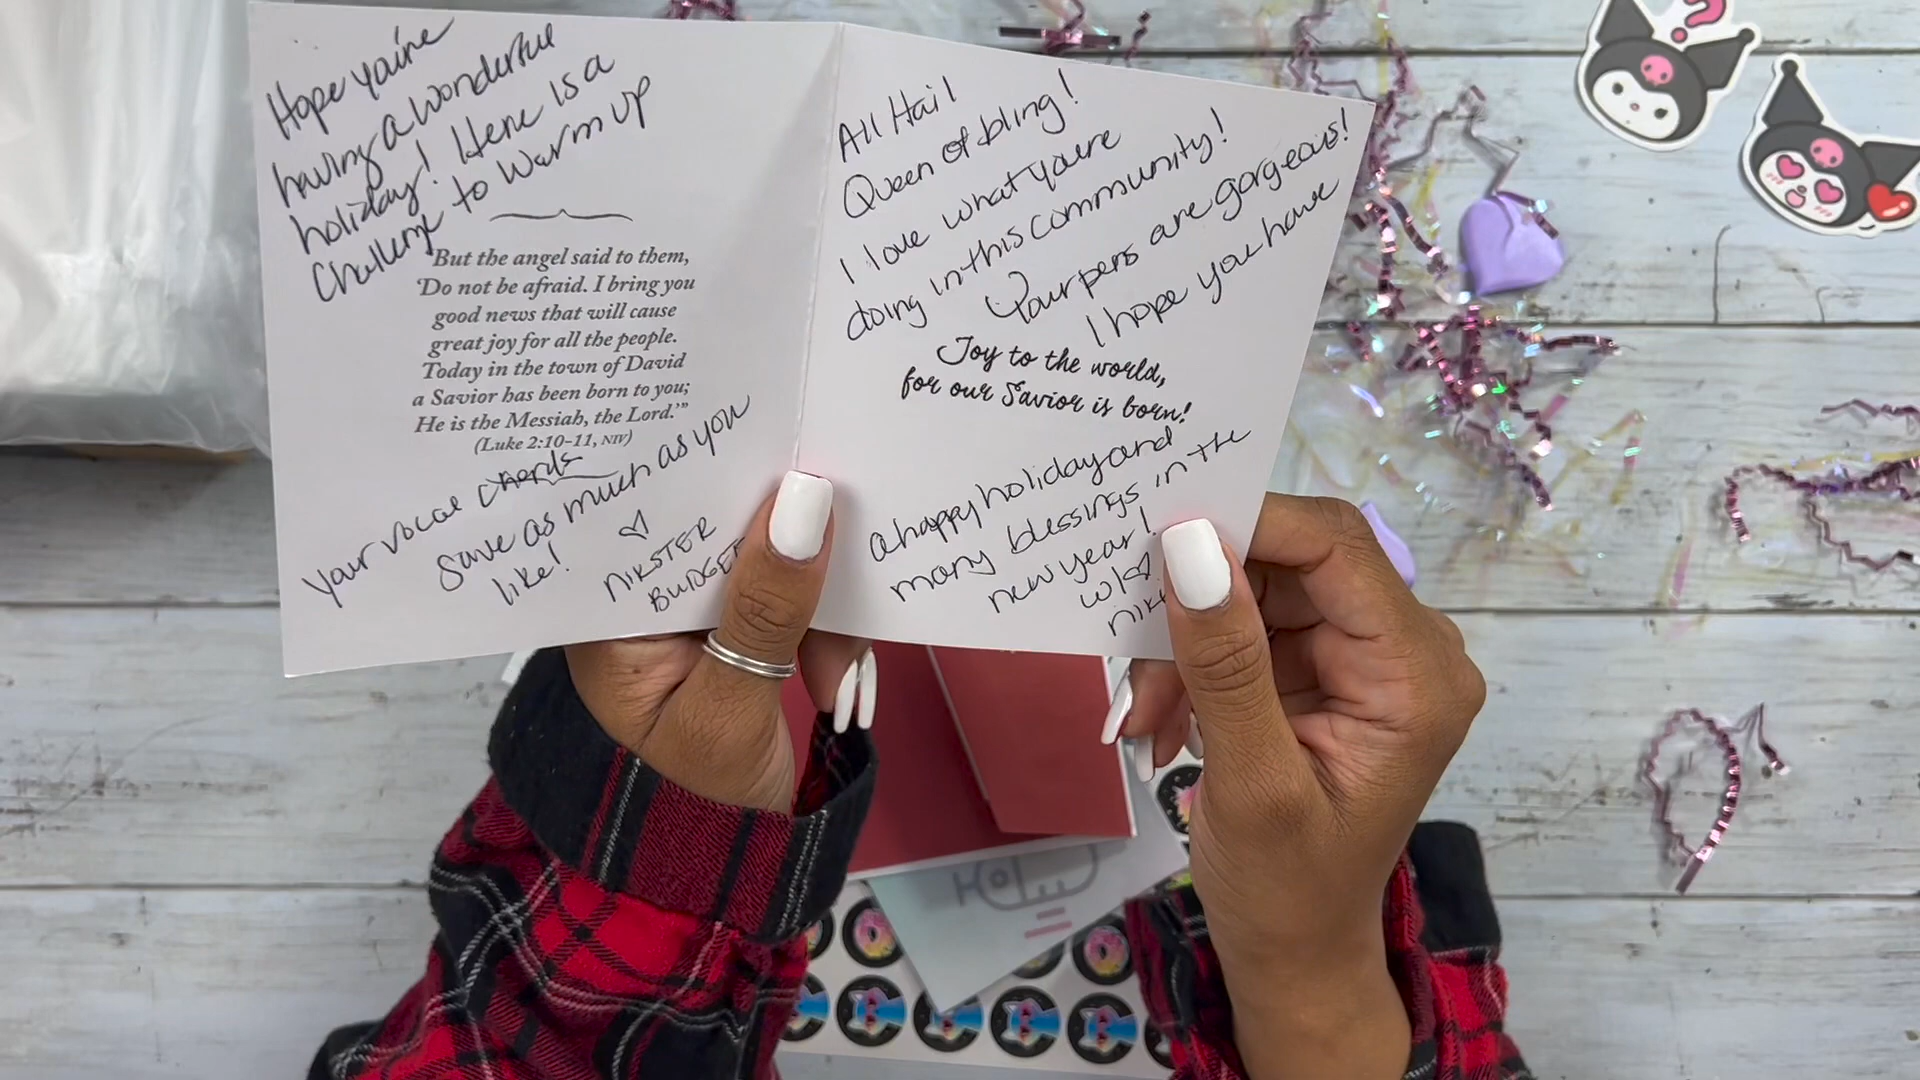 Hope you're
having a wonderful
holiday! Here is a
Challenge to warm up
"But the angel said to them,
'Do not be afraid. I bring you
good news that will cause
great joy for all the people.
Today in the town of David
a Savior has been born to you;
He is the Messiah, the Lord.'"
(Luke 2:10–11, NIV)
your vocal
Save as much as you
like!
NIKSTER
BUDGE
All Hail
Queen of bling!
I love what you're
doing in this community!
Your pens are gorgeous!
I hope you have
Joy to the world,
for our Savior is born!
a happy holiday and
many blessings in the
new year!
w/
nik